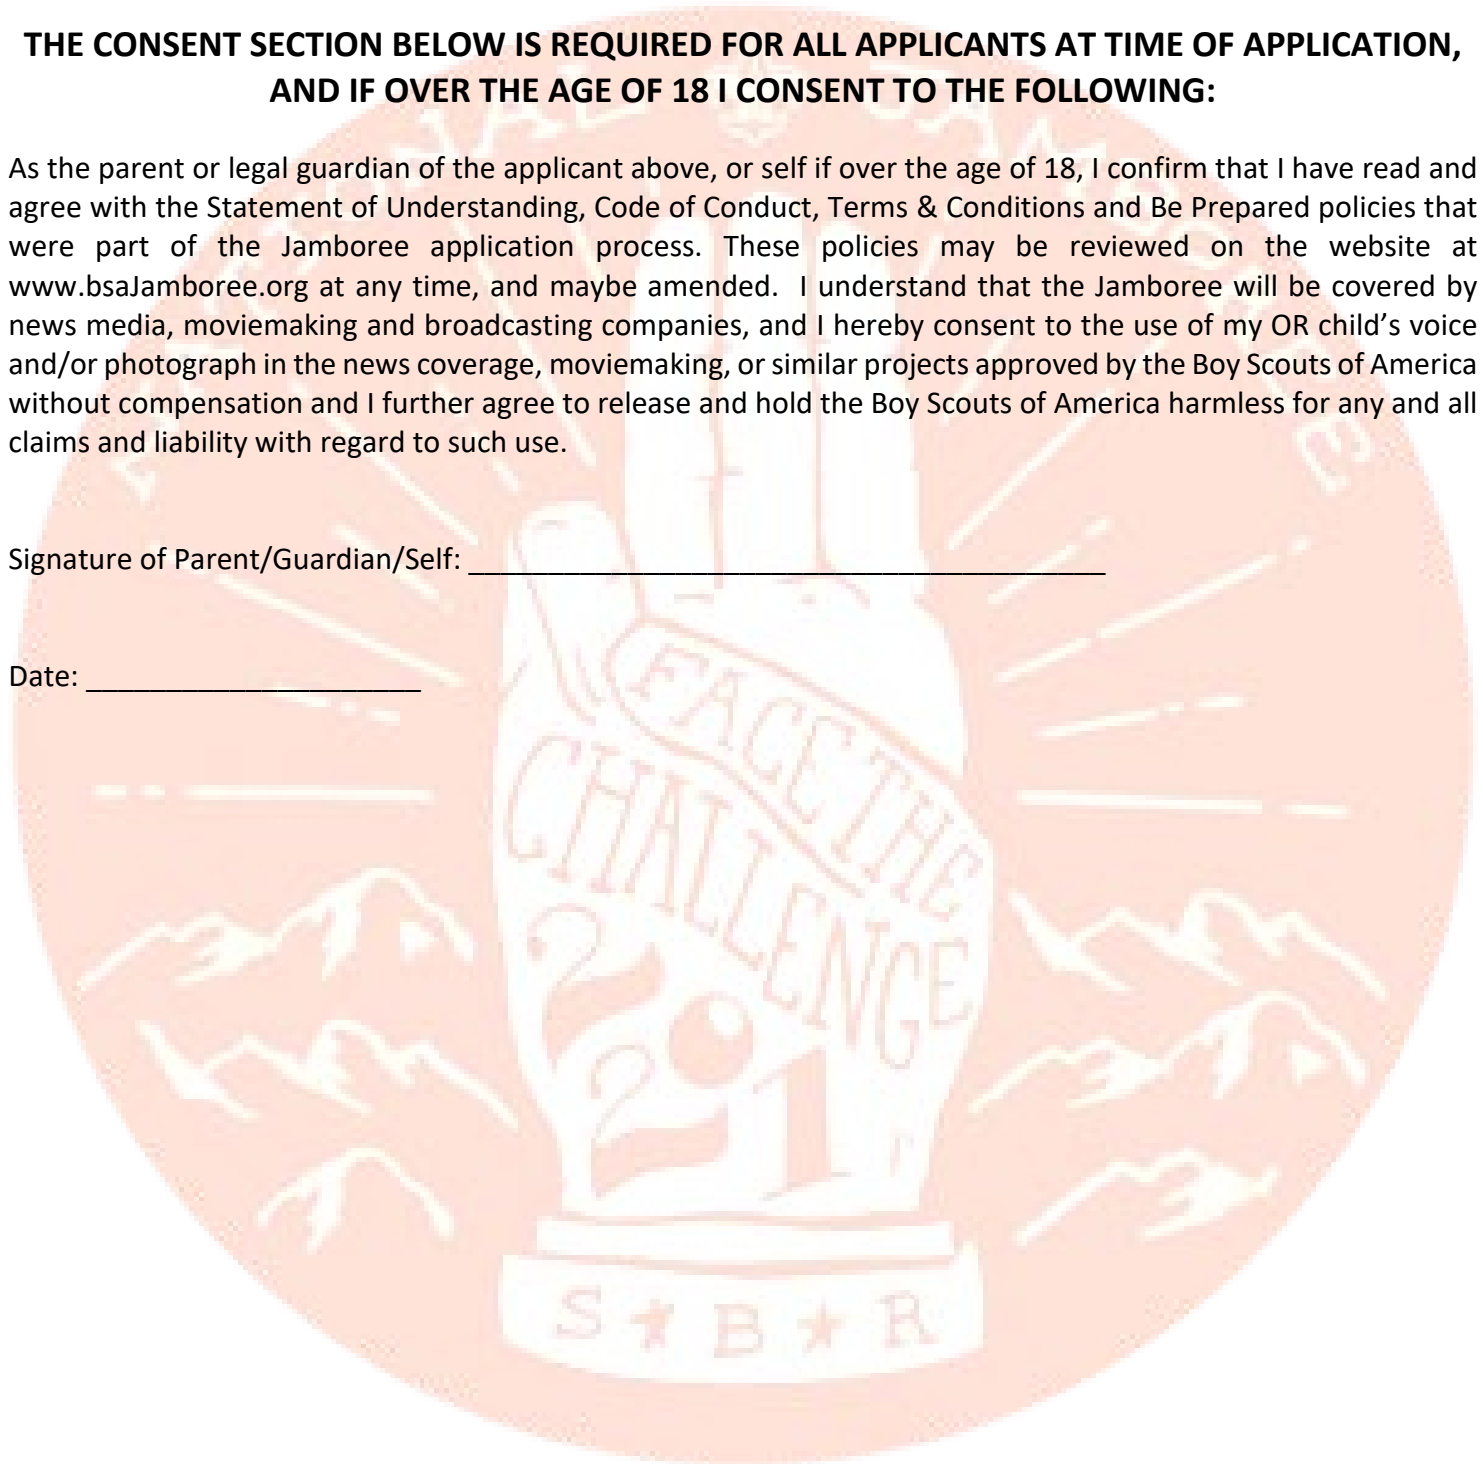 THE CONSENT SECTION BELOW IS REQUIRED FOR ALL APPLICANTS AT TIME OF APPLICATION,
AND IF OVER THE AGE OF 18 I CONSENT TO THE FOLLOWING:
As the parent or legal guardian of the applicant above, or self if over the age of 18, I confirm that I have read and
agree with the Statement of Understanding, Code of Conduct, Terms & Conditions and Be Prepared policies that
were part of the Jamboree application process. These policies may be reviewed on the website at
www.bsaJamboree.org at any time, and maybe amended. I understand that the Jamboree will be covered by
news media, moviemaking and broadcasting companies, and I hereby consent to the use of my OR child’s voice
and/or photograph in the news coverage, moviemaking, or similar projects approved by the Boy Scouts of America
without compensation and I further agree to release and hold the Boy Scouts of America harmless for any and all
claims and liability with regard to such use.
Signature of Parent/Guardian/Self: ________________________________________
Date: _____________________
NATIONAL JAMBOREE
FACE THE
CHALLENGE
2021
S ★ B ★ R